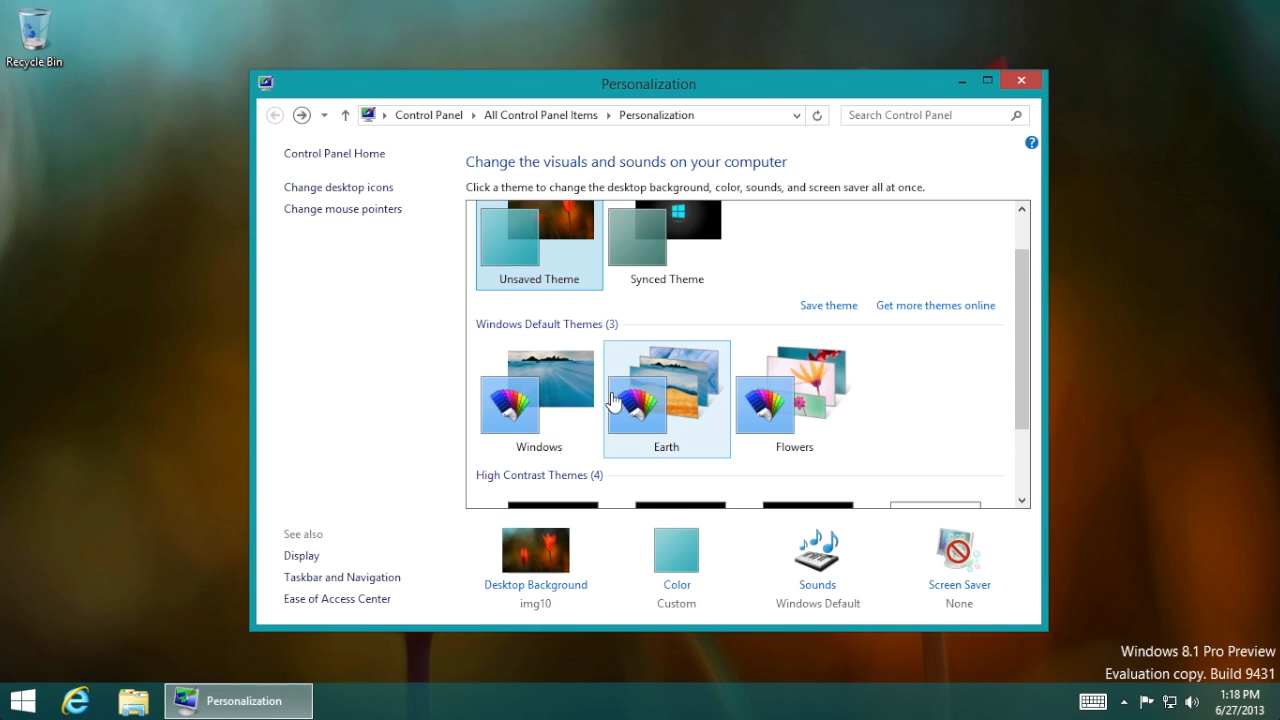 Recycle Bin
Personalization
Control Panel
All Control Panel Items
Personalization
Search Control Panel
Control Panel Home
Change desktop icons
Change mouse pointers
Change the visuals and sounds on your computer
Click a theme to change the desktop background, color, sounds, and screen saver all at once.
Unsaved Theme
Synced Theme
Save theme
Get more themes online
Windows Default Themes (3)
Windows
Earth
Flowers
High Contrast Themes (4)
See also
Display
Taskbar and Navigation
Ease of Access Center
Desktop Background
img10
Color
Custom
Sounds
Windows Default
Screen Saver
None
Windows 8.1 Pro Preview
Evaluation copy. Build 9431
Personalization
1:18 PM
6/27/2013